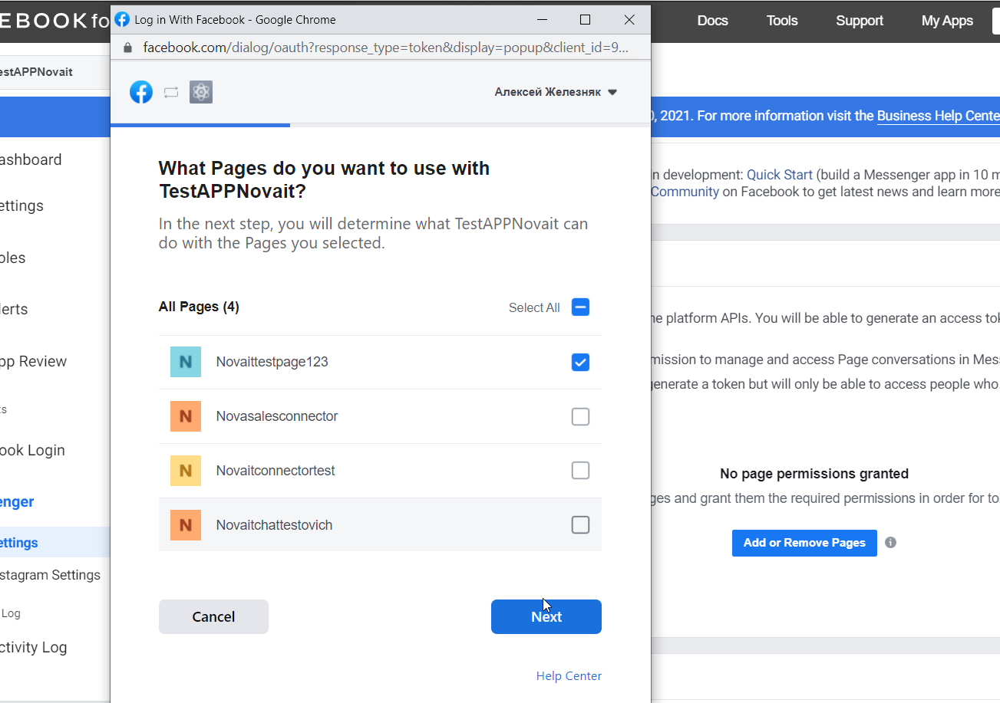 EBOOK fo
Docs
Tools
Support
My Apps
estAPPNovait
ashboard
ettings
oles
lerts
pp Review
ts
ook Login
enger
ettings
stagram Settings
Log
ctivity Log
Log in With Facebook - Google Chrome
facebook.com/dialog/oauth?response_type=token&display=popup&client_id=9...
Алексей Железняк
What Pages do you want to use with
TestAPPNovait?
In the next step, you will determine what TestAPPNovait can
do with the Pages you selected.
All Pages (4)
Select All
N Novaittestpage123
N Novasalesconnector
N Novaitconnectortest
N Novaitchattestovich
Cancel
Next
Help Center
0, 2021. For more information visit the Business Help Cente
n development: Quick Start (build a Messenger app in 10 m
Community on Facebook to get latest news and learn more
he platform APIs. You will be able to generate an access tok
mission to manage and access Page conversations in Mess
generate a token but will only be able to access people who
No page permissions granted
ges and grant them the required permissions in order for to
Add or Remove Pages